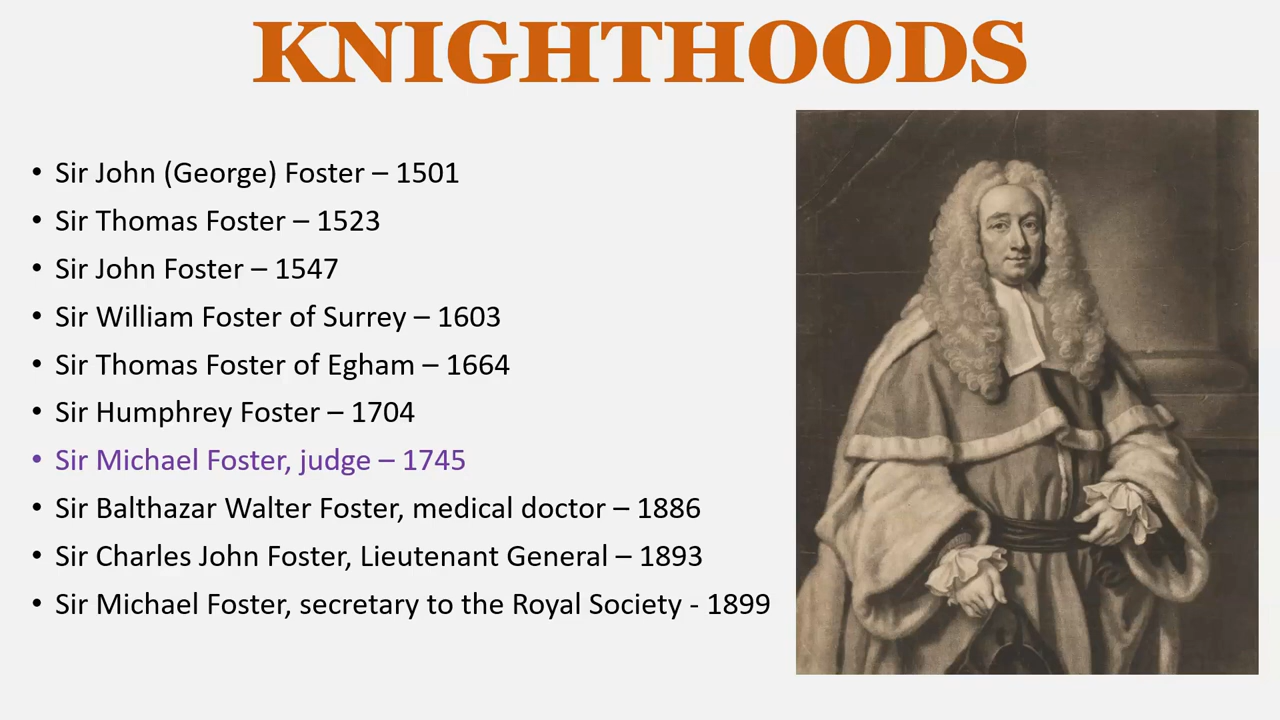 KNIGHTHOODS
• Sir John (George) Foster – 1501
• Sir Thomas Foster – 1523
• Sir John Foster – 1547
• Sir William Foster of Surrey – 1603
• Sir Thomas Foster of Egham – 1664
• Sir Humphrey Foster – 1704
• Sir Michael Foster, judge – 1745
• Sir Balthazar Walter Foster, medical doctor – 1886
• Sir Charles John Foster, Lieutenant General – 1893
• Sir Michael Foster, secretary to the Royal Society - 1899